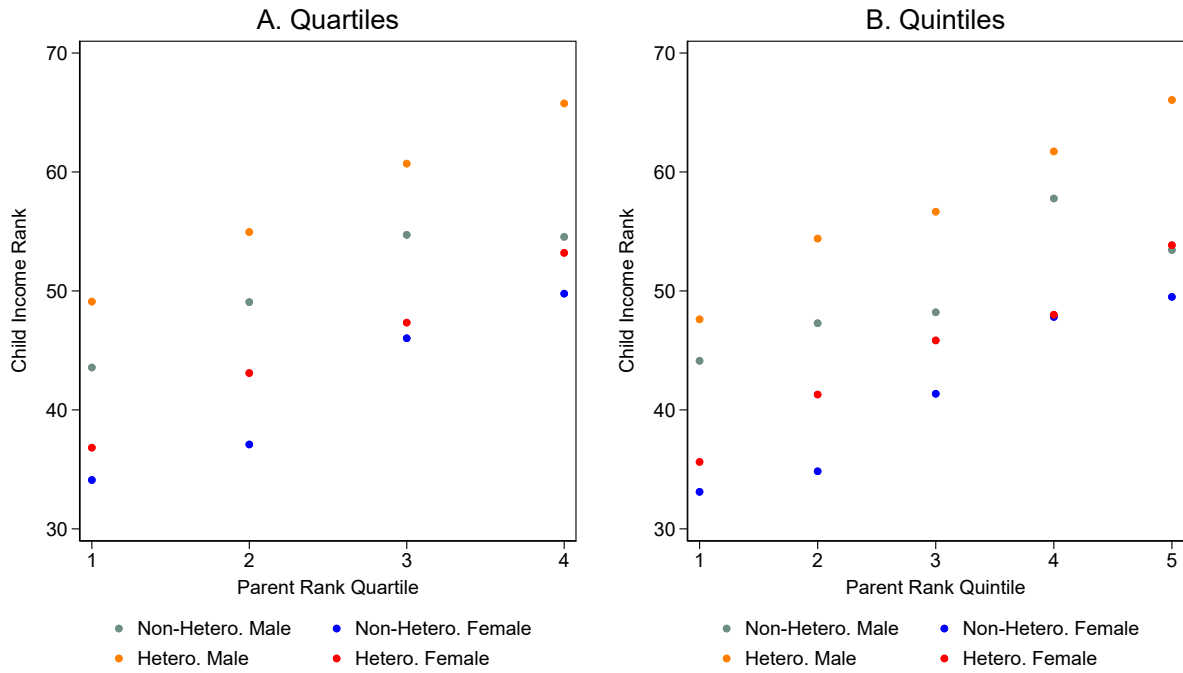 A. Quartiles
70
60
50
40
30
Child Income Rank
1 2 3 4
Parent Rank Quartile
Non-Hetero. Male Non-Hetero. Female
Hetero. Male Hetero. Female
B. Quintiles
70
60
50
40
30
Child Income Rank
1 2 3 4 5
Parent Rank Quintile
Non-Hetero. Male Non-Hetero. Female
Hetero. Male Hetero. Female